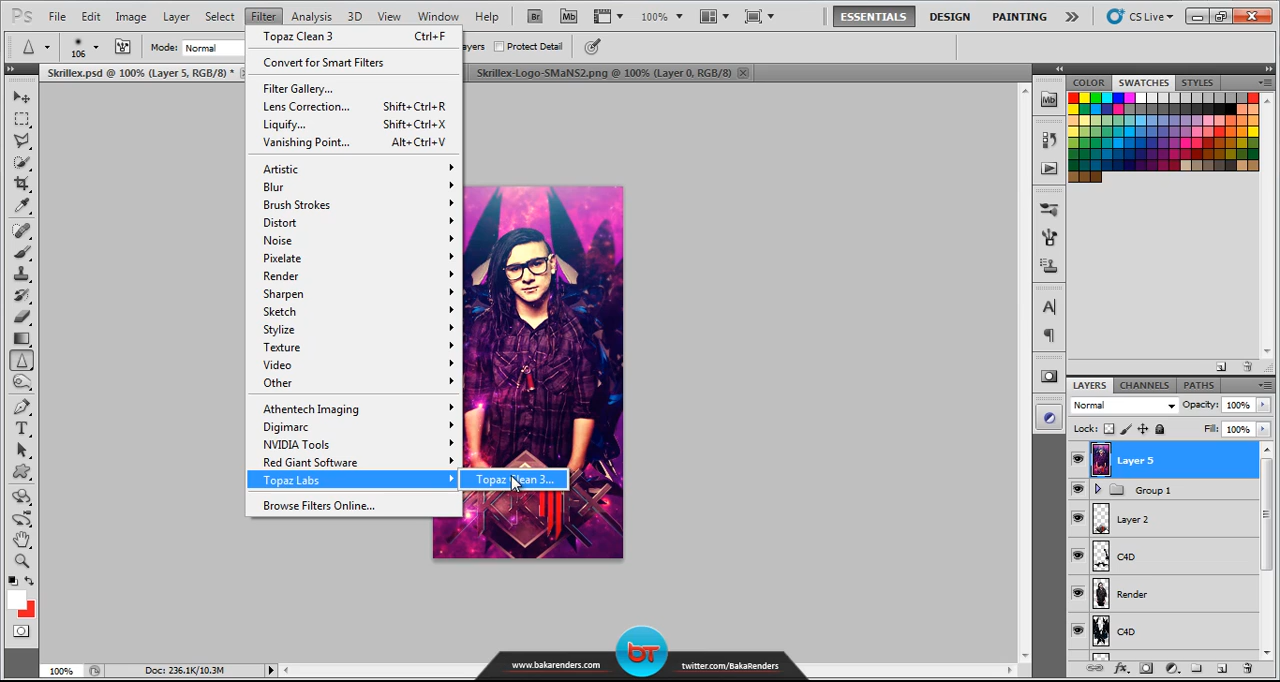 Ps File Edit Image Layer Select Filter Analysis 3D View Window Help Br Mb 100% ESSENTIALS DESIGN PAINTING CS Live
106 Mode: Normal Protect Detail
Skrillex.psd @ 100% (Layer 5, RGB/8) *
Skrillex-Logo-SMaNS2.png @ 100% (Layer 0, RGB/8)
Topaz Clean 3 Ctrl+F
Convert for Smart Filters
Filter Gallery...
Lens Correction... Shift+Ctrl+R
Liquify... Shift+Ctrl+X
Vanishing Point... Alt+Ctrl+V
Artistic
Blur
Brush Strokes
Distort
Noise
Pixelate
Render
Sharpen
Sketch
Stylize
Texture
Video
Other
Athentech Imaging
Digimarc
NVIDIA Tools
Red Giant Software
Topaz Labs
Topaz Clean 3...
Browse Filters Online...
COLOR SWATCHES STYLES
Mb
LAYERS CHANNELS PATHS
Normal Opacity: 100%
Lock: Fill: 100%
Layer 5
Group 1
Layer 2
C4D
Render
C4D
100% Doc: 236.1K/10.3M
www.bakarenders.com bt twitter.com/BakaRenders